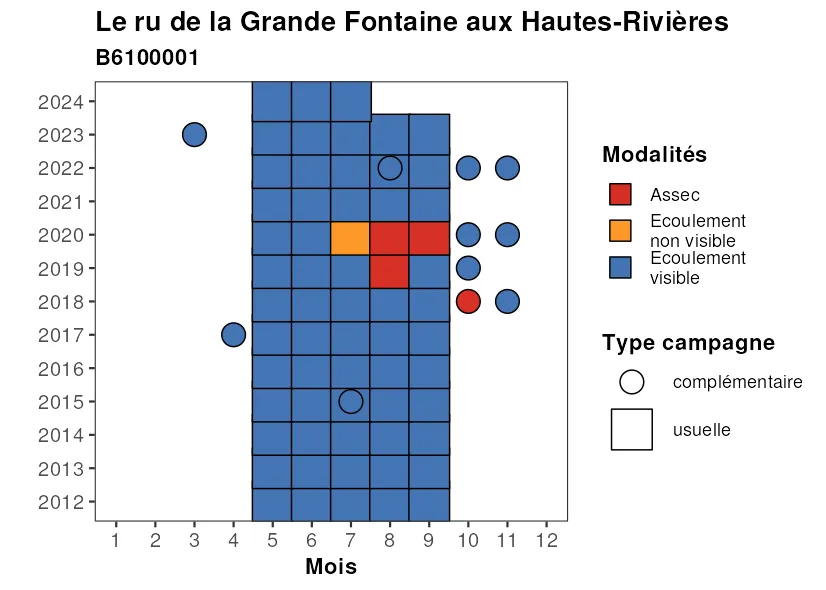 Le ru de la Grande Fontaine aux Hautes-Rivières
B6100001
2024
2023
2022
2021
2020
2019
2018
2017
2016
2015
2014
2013
2012
1 2 3 4 5 6 7 8 9 10 11 12
Mois
Modalités
Assec
Ecoulement
non visible
Ecoulement
visible
Type campagne
complémentaire
usuelle